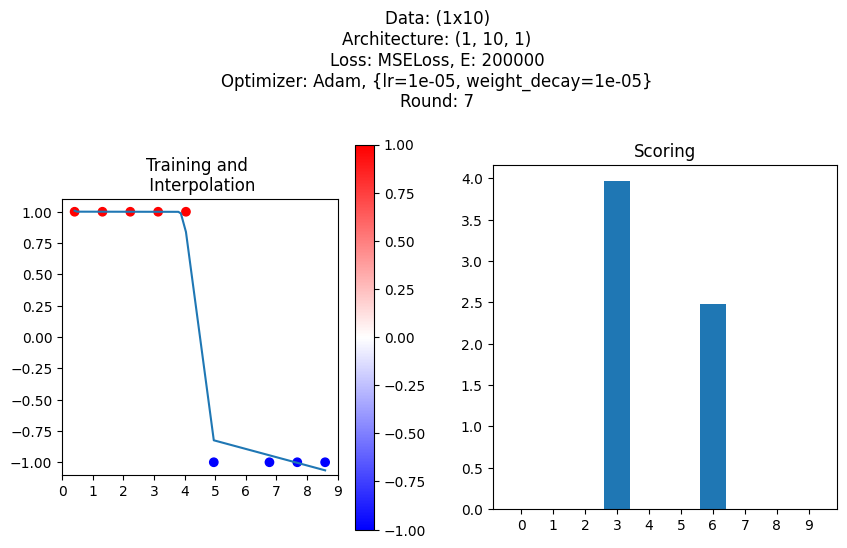 Data: (1x10)
Architecture: (1, 10, 1)
Loss: MSELoss, E: 200000
Optimizer: Adam, {lr=1e-05, weight_decay=1e-05}
Round: 7
Training and
Interpolation
1.00
0.75
0.50
0.25
0.00
−0.25
−0.50
−0.75
−1.00
0 1 2 3 4 5 6 7 8 9
1.00
0.75
0.50
0.25
0.00
−0.25
−0.50
−0.75
−1.00
Scoring
4.0
3.5
3.0
2.5
2.0
1.5
1.0
0.5
0.0
0 1 2 3 4 5 6 7 8 9